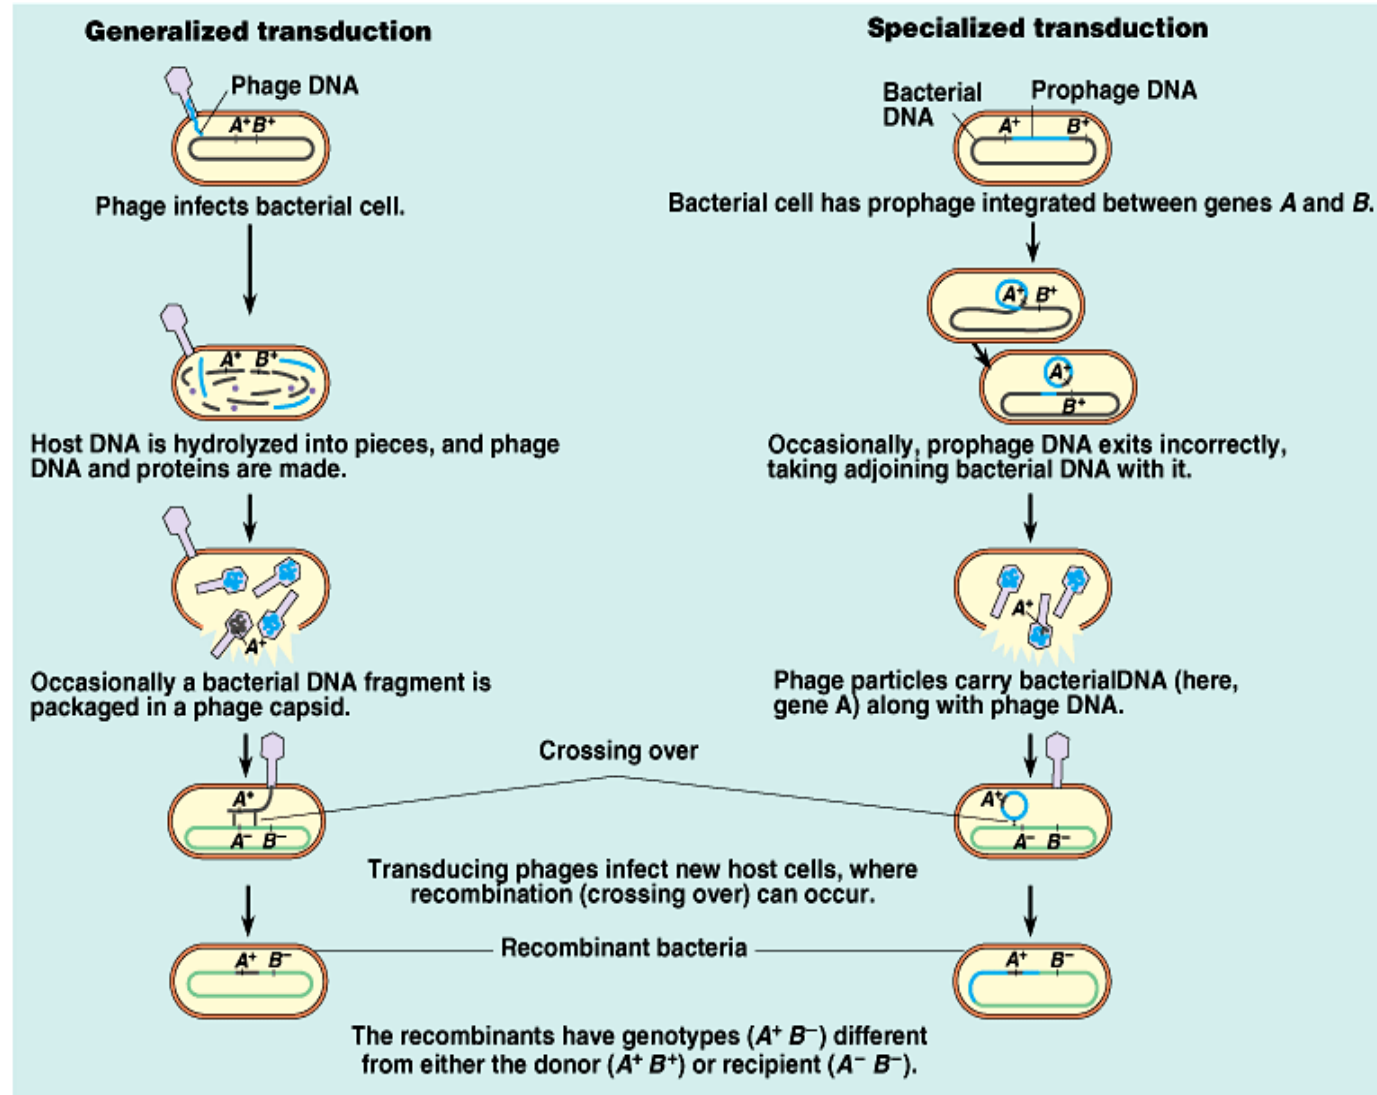 Generalized transduction
Phage DNA
A⁺ B⁺
Phage infects bacterial cell.
A⁺ B⁺
Host DNA is hydrolyzed into pieces, and phage
DNA and proteins are made.
A⁺
Occasionally a bacterial DNA fragment is
packaged in a phage capsid.
A⁺
A⁻ B⁻
A⁺ B⁻
Specialized transduction
Bacterial
DNA
Prophage DNA
A⁺ B⁺
Bacterial cell has prophage integrated between genes A and B.
A⁺ B⁺
A⁺
B⁺
Occasionally, prophage DNA exits incorrectly,
taking adjoining bacterial DNA with it.
A⁺
Phage particles carry bacterialDNA (here,
gene A) along with phage DNA.
A⁺
A⁻ B⁻
A⁺ B⁻
Crossing over
Transducing phages infect new host cells, where
recombination (crossing over) can occur.
Recombinant bacteria
The recombinants have genotypes (A⁺ B⁻) different
from either the donor (A⁺ B⁺) or recipient (A⁻ B⁻).